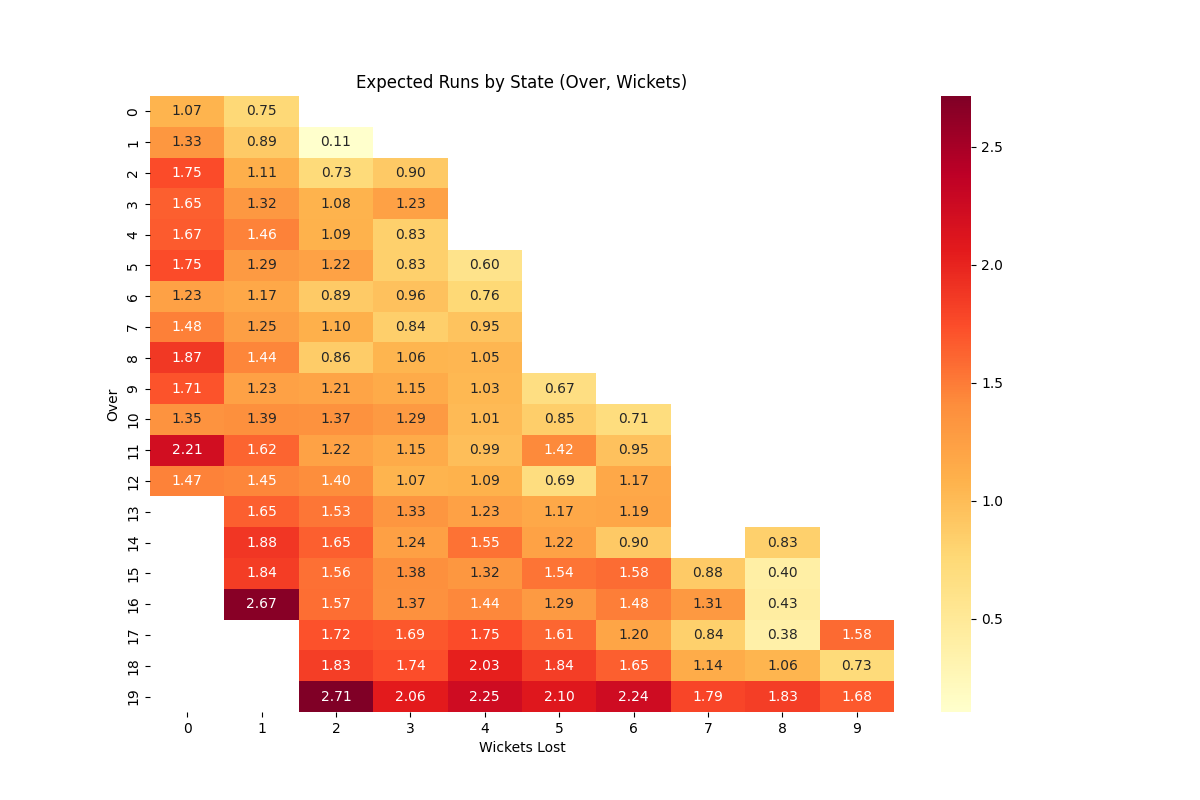 Expected Runs by State (Over, Wickets)
0 1.07 0.75
1 1.33 0.89 0.11
2 1.75 1.11 0.73 0.90
3 1.65 1.32 1.08 1.23
4 1.67 1.46 1.09 0.83
5 1.75 1.29 1.22 0.83 0.60
6 1.23 1.17 0.89 0.96 0.76
7 1.48 1.25 1.10 0.84 0.95
8 1.87 1.44 0.86 1.06 1.05
9 1.71 1.23 1.21 1.15 1.03 0.67
10 1.35 1.39 1.37 1.29 1.01 0.85 0.71
11 2.21 1.62 1.22 1.15 0.99 1.42 0.95
12 1.47 1.45 1.40 1.07 1.09 0.69 1.17
13 1.65 1.53 1.33 1.23 1.17 1.19
14 1.88 1.65 1.24 1.55 1.22 0.90 0.83
15 1.84 1.56 1.38 1.32 1.54 1.58 0.88 0.40
16 2.67 1.57 1.37 1.44 1.29 1.48 1.31 0.43
17 1.72 1.69 1.75 1.61 1.20 0.84 0.38 1.58
18 1.83 1.74 2.03 1.84 1.65 1.14 1.06 0.73
19 2.71 2.06 2.25 2.10 2.24 1.79 1.83 1.68
0 1 2 3 4 5 6 7 8 9
Wickets Lost
Over
2.5
2.0
1.5
1.0
0.5